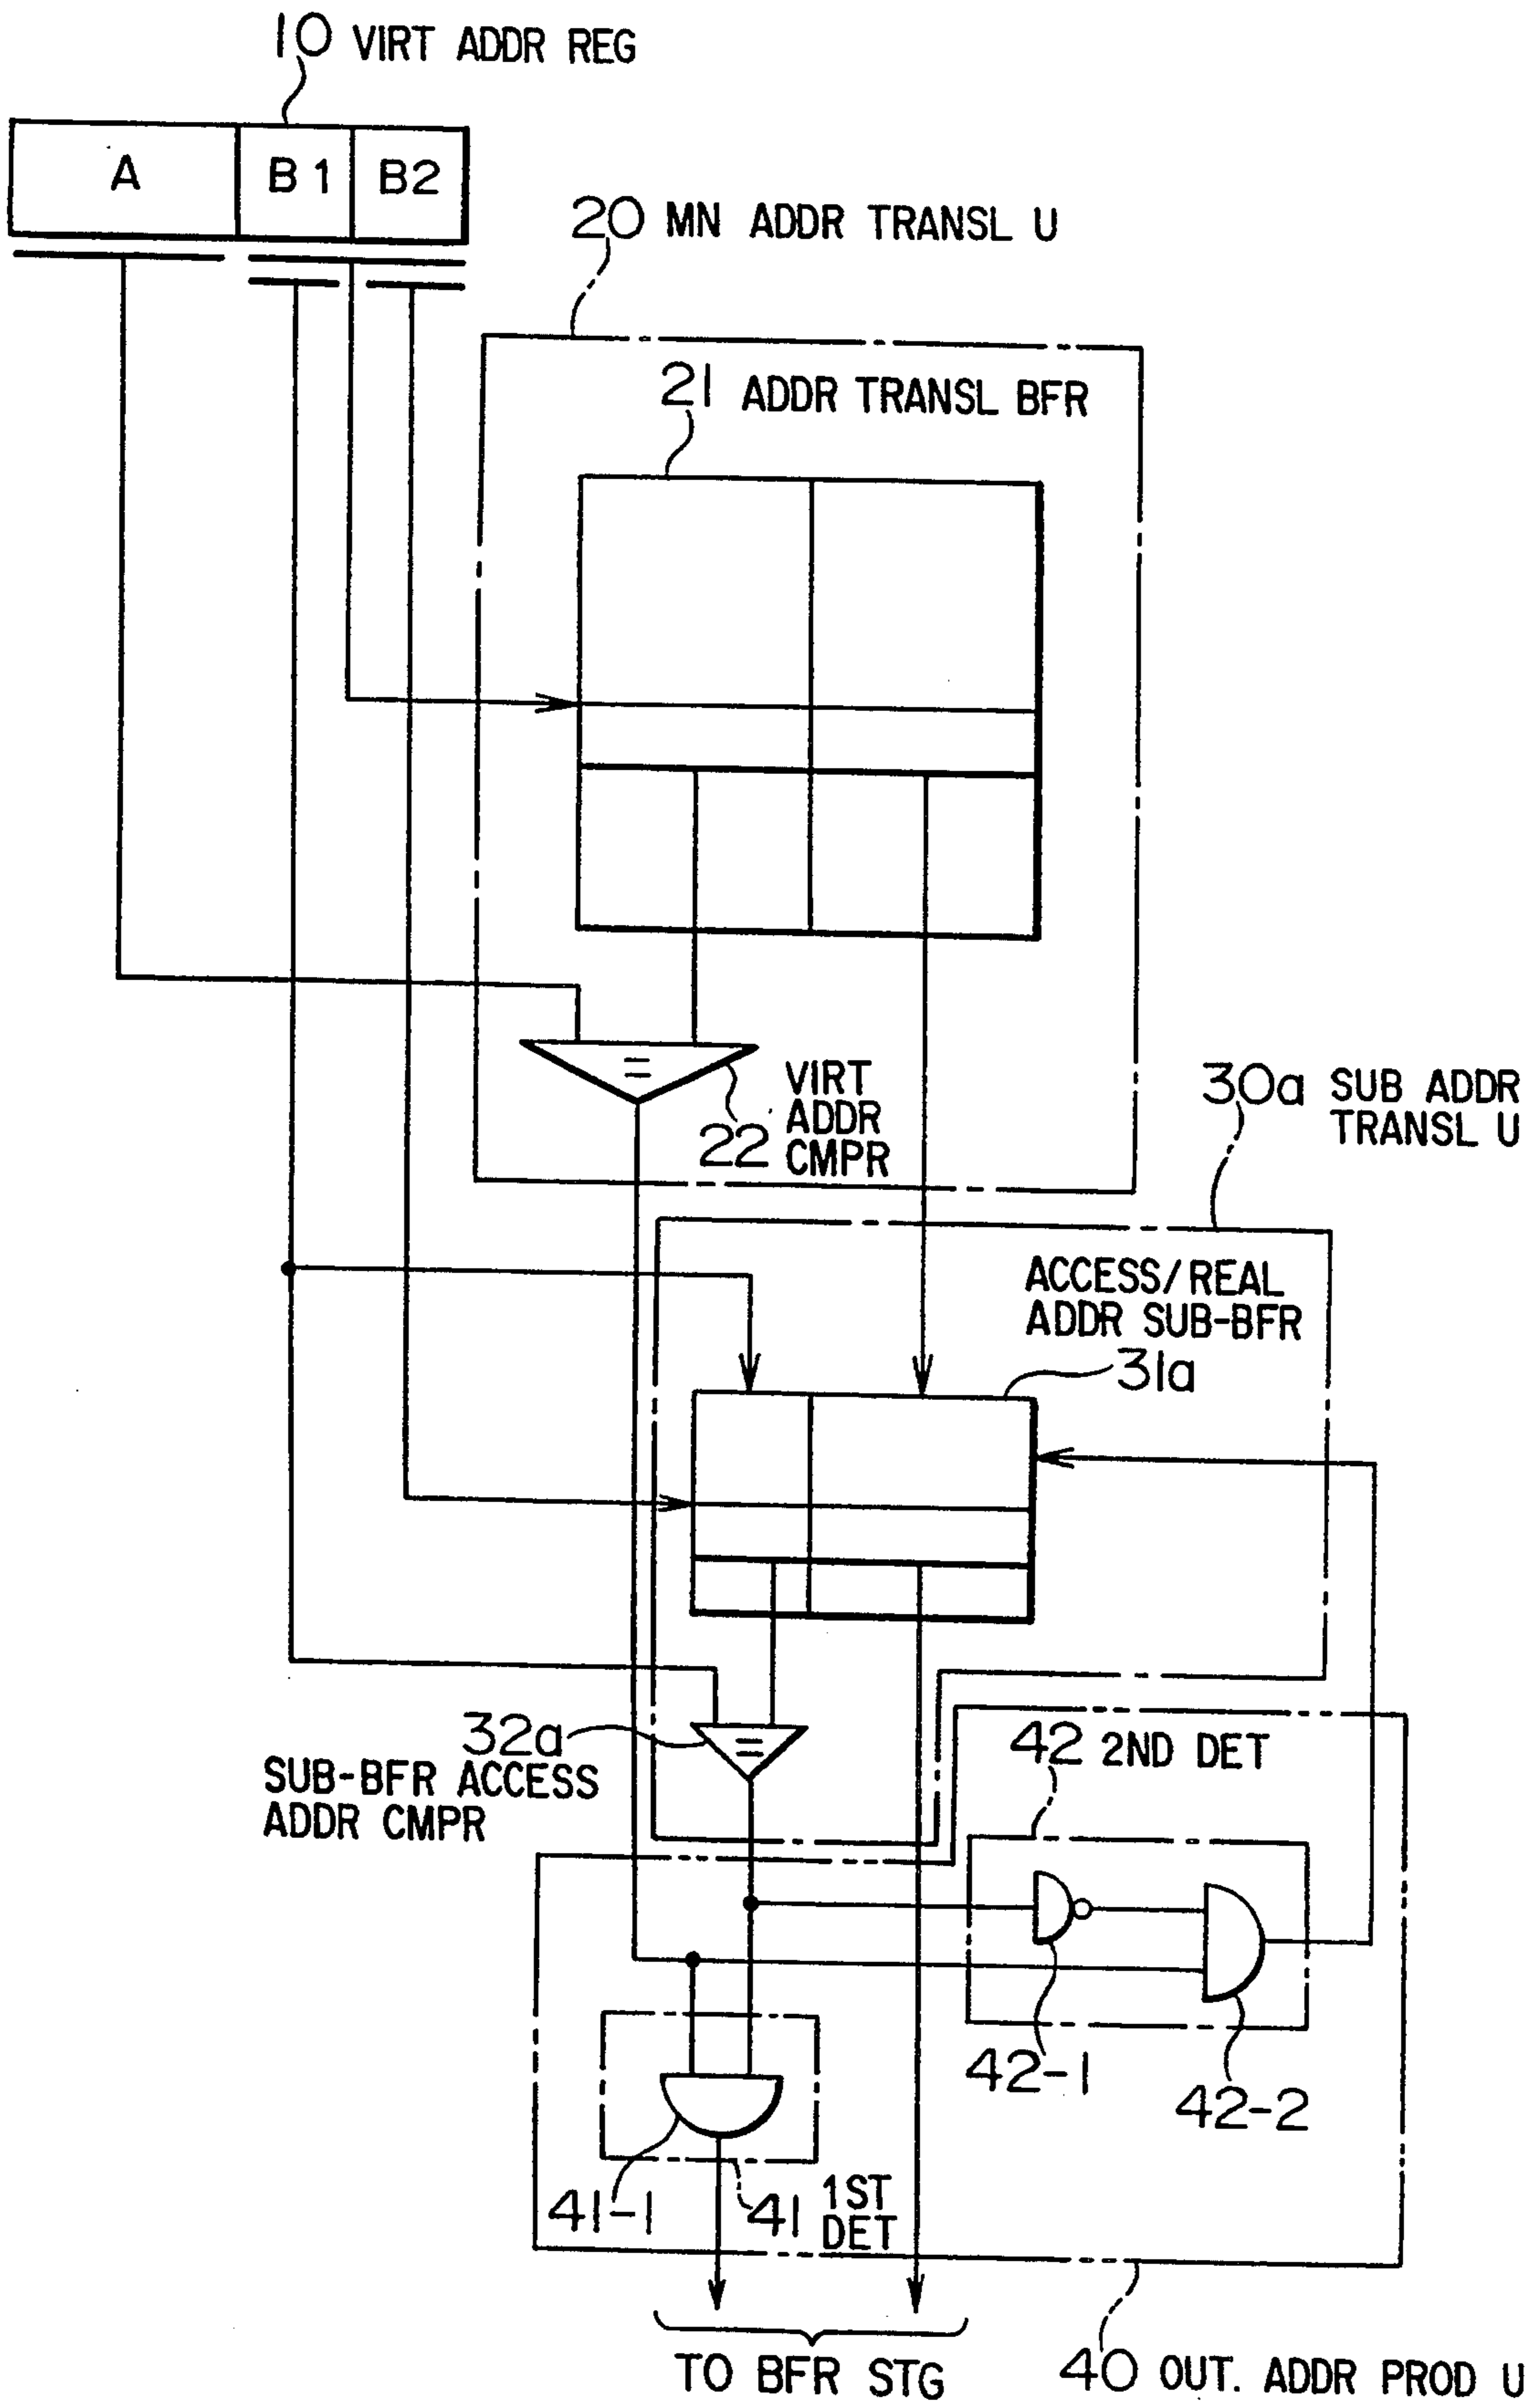 10 VIRT ADDR REG
A B1 B2
20 MN ADDR TRANSL U
21 ADDR TRANSL BFR
=
22 VIRT
ADDR
CMPR
30a SUB ADDR
TRANSL U
ACCESS/REAL
ADDR SUB-BFR
31a
32a
=
SUB-BFR ACCESS
ADDR CMPR
42 2ND DET
42-1
42-2
41-1
41 1ST
DET
TO BFR STG
40 OUT. ADDR PROD U